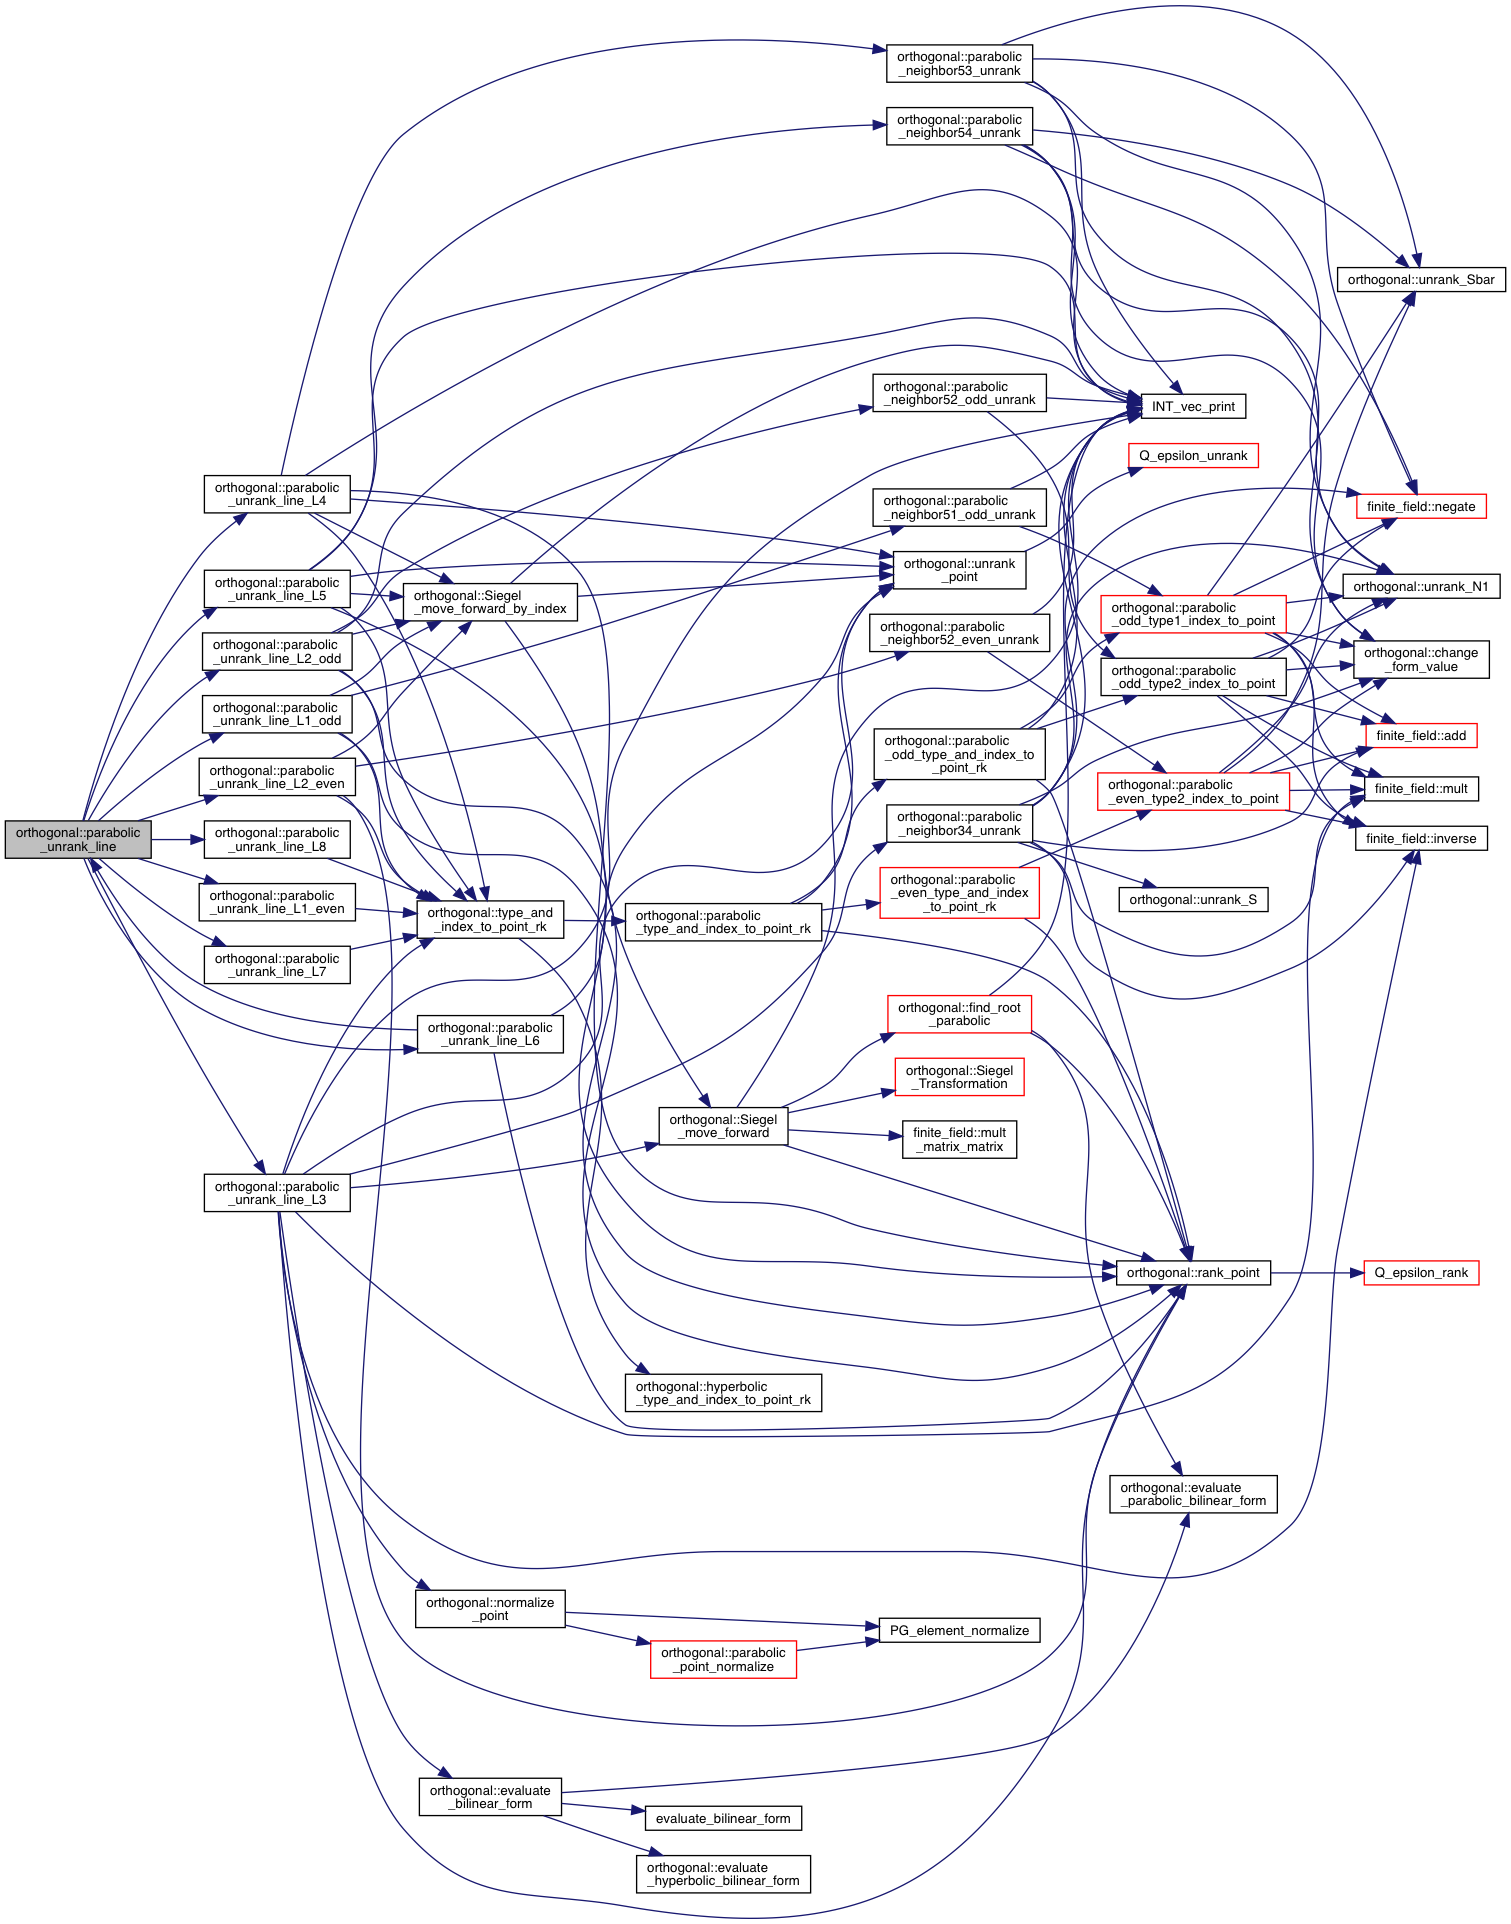 orthogonal::parabolic
_unrank_line
orthogonal::parabolic
_unrank_line_L4
orthogonal::parabolic
_unrank_line_L5
orthogonal::parabolic
_unrank_line_L2_odd
orthogonal::parabolic
_unrank_line_L1_odd
orthogonal::parabolic
_unrank_line_L2_even
orthogonal::parabolic
_unrank_line_L8
orthogonal::parabolic
_unrank_line_L1_even
orthogonal::parabolic
_unrank_line_L7
orthogonal::parabolic
_unrank_line_L3
orthogonal::Siegel
_move_forward_by_index
orthogonal::type_and
_index_to_point_rk
orthogonal::parabolic
_unrank_line_L6
orthogonal::normalize
_point
orthogonal::evaluate
_bilinear_form
orthogonal::parabolic
_type_and_index_to_point_rk
orthogonal::Siegel
_move_forward
orthogonal::hyperbolic
_type_and_index_to_point_rk
orthogonal::parabolic
_point_normalize
evaluate_bilinear_form
orthogonal::evaluate
_hyperbolic_bilinear_form
orthogonal::parabolic
_neighbor53_unrank
orthogonal::parabolic
_neighbor54_unrank
orthogonal::parabolic
_neighbor52_odd_unrank
orthogonal::parabolic
_neighbor51_odd_unrank
orthogonal::unrank
_point
orthogonal::parabolic
_neighbor52_even_unrank
orthogonal::parabolic
_odd_type_and_index_to
_point_rk
orthogonal::parabolic
_neighbor34_unrank
orthogonal::parabolic
_even_type_and_index
_to_point_rk
orthogonal::find_root
_parabolic
orthogonal::Siegel
_Transformation
finite_field::mult
_matrix_matrix
PG_element_normalize
INT_vec_print
Q_epsilon_unrank
orthogonal::parabolic
_odd_type1_index_to_point
orthogonal::parabolic
_odd_type2_index_to_point
orthogonal::parabolic
_even_type2_index_to_point
orthogonal::unrank_S
orthogonal::rank_point
orthogonal::evaluate
_parabolic_bilinear_form
orthogonal::unrank_Sbar
finite_field::negate
orthogonal::unrank_N1
orthogonal::change
_form_value
finite_field::add
finite_field::mult
finite_field::inverse
Q_epsilon_rank